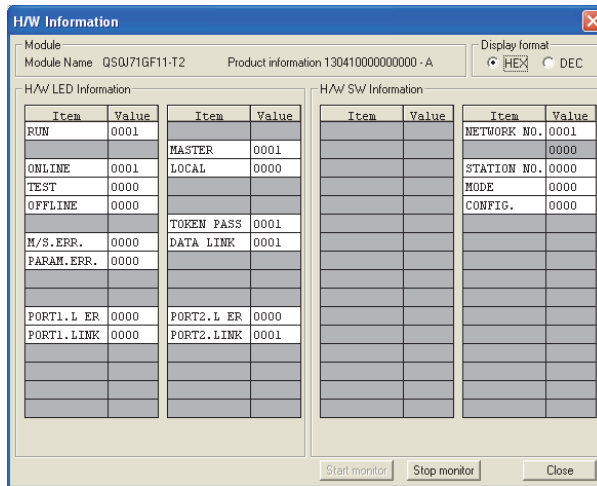 H/W Information
Module
Module Name QS0J71GF11-T2 Product information 130410000000000 - A
Display format
HEX DEC
H/W LED Information
Item Value Item Value
RUN 0001
MASTER 0001
ONLINE 0001 LOCAL 0000
TEST 0000
OFFLINE 0000
TOKEN PASS 0001
M/S.ERR. 0000 DATA LINK 0001
PARAM.ERR. 0000
PORT1.L ER 0000 PORT2.L ER 0000
PORT1.LINK 0000 PORT2.LINK 0001
H/W SW Information
Item Value Item Value
NETWORK NO. 0001
0000
STATION NO. 0000
MODE 0000
CONFIG. 0000
Start monitor Stop monitor Close